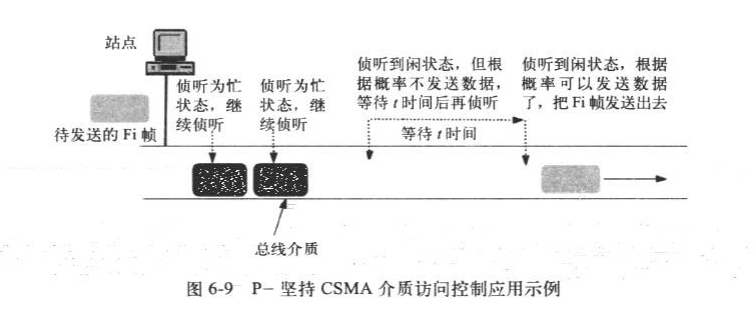 站点
侦听为忙
状态，继
续侦听
侦听为忙
状态，继
续侦听
侦听到闲状态，但根
据概率不发送数据，
等待 t 时间后再侦听
侦听到闲状态，根据
概率可以发送数据
了，把 Fi 帧发送出去
待发送的 Fi 帧
等待 t 时间
总线介质
图 6-9 P- 坚持 CSMA 介质访问控制应用示例